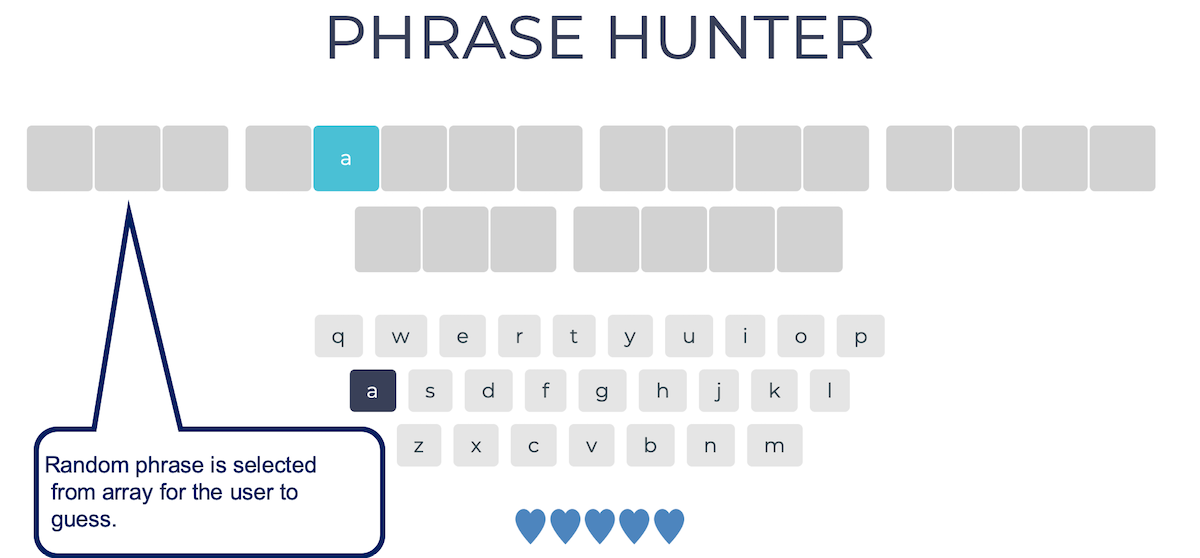 PHRASE HUNTER
a
q w e r t y u i o p
a s d f g h j k l
z x c v b n m
Random phrase is selected
from array for the user to
guess.